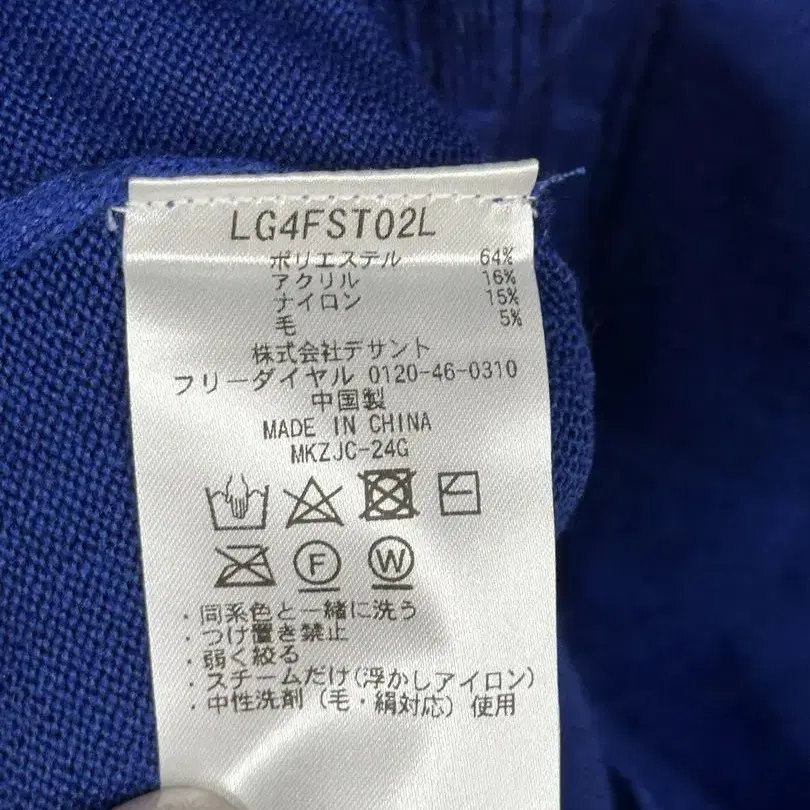 LG4FST02L
ポリエステル 64%
アクリル 16%
ナイロン 15%
毛 5%
株式会社デサント
フリーダイヤル 0120-46-0310
中国製
MADE IN CHINA
MKZJC-24G
F W
・同系色と一緒に洗う
・つけ置き禁止
・弱く絞る
・スチームだけ(浮かしアイロン)
・中性洗剤(毛・絹対応)使用